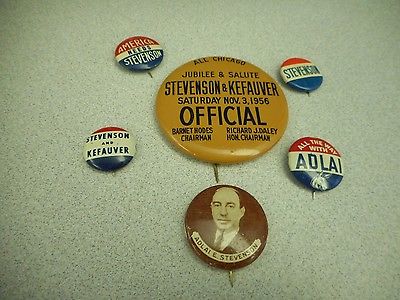 AMERICA
NEEDS
STEVENSON
ALL CHICAGO
JUBILEE & SALUTE
STEVENSON & KEFAUVER
SATURDAY NOV. 3, 1956
OFFICIAL
BARNET HODES RICHARD J. DALEY
CHAIRMAN HON. CHAIRMAN
STEVENSON
STEVENSON
AND
KEFAUVER
ALL THE WAY
WITH
ADLAI
ADLAI E. STEVENSON